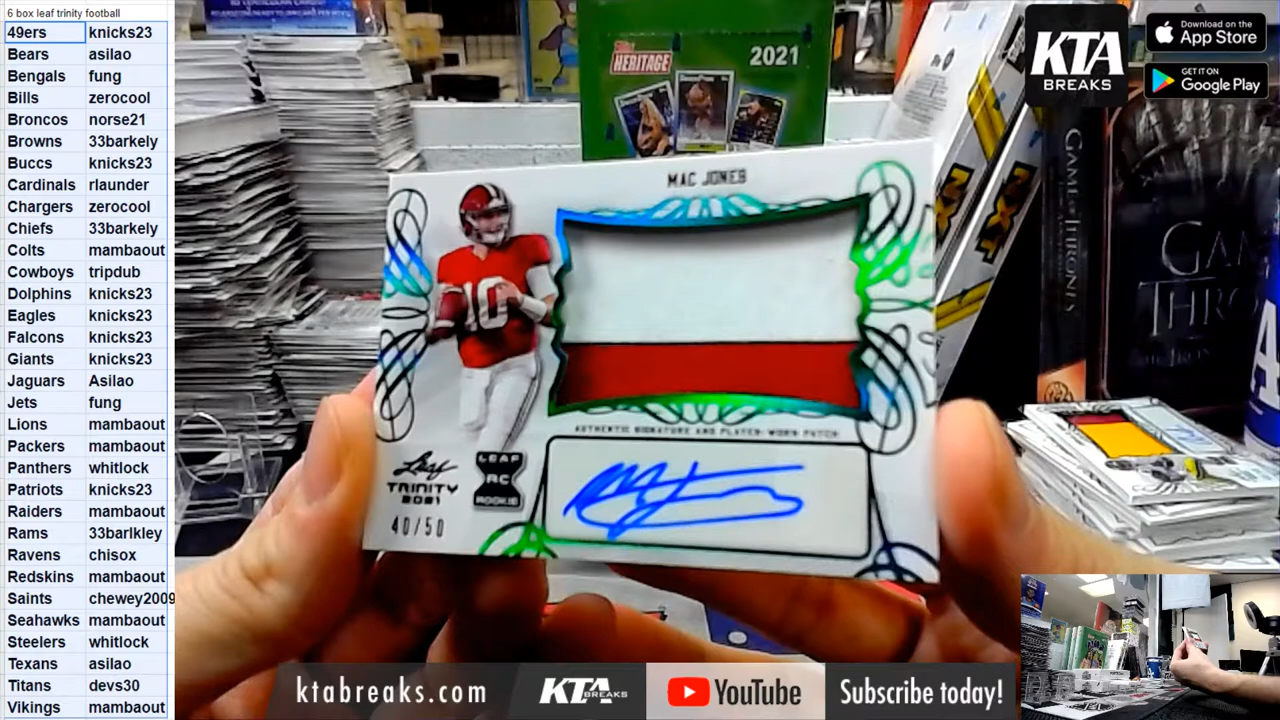 6 box leaf trinity football
49ers knicks23
Bears asilao
Bengals fung
Bills zerocool
Broncos norse21
Browns 33barkely
Buccs knicks23
Cardinals rlaunder
Chargers zerocool
Chiefs 33barkely
Colts mambaout
Cowboys tripdub
Dolphins knicks23
Eagles knicks23
Falcons knicks23
Giants knicks23
Jaguars Asilao
Jets fung
Lions mambaout
Packers mambaout
Panthers whitlock
Patriots knicks23
Raiders mambaout
Rams 33barlkley
Ravens chisox
Redskins mambaout
Saints chewey2009
Seahawks mambaout
Steelers whitlock
Texans asilao
Titans devs30
Vikings mambaout
Topps
HERITAGE
2021
KTA
BREAKS
Download on the
App Store
GET IT ON
Google Play
NXT
NXT
GAME OF THRONES
MAC JONES
10
AUTHENTIC SIGNATURE AND PLAYER-WORN PATCH
Leaf
TRINITY
2021
LEAF
RC
ROOKIE
40/50
ktabreaks.com
KTA
BREAKS
YouTube
Subscribe today!